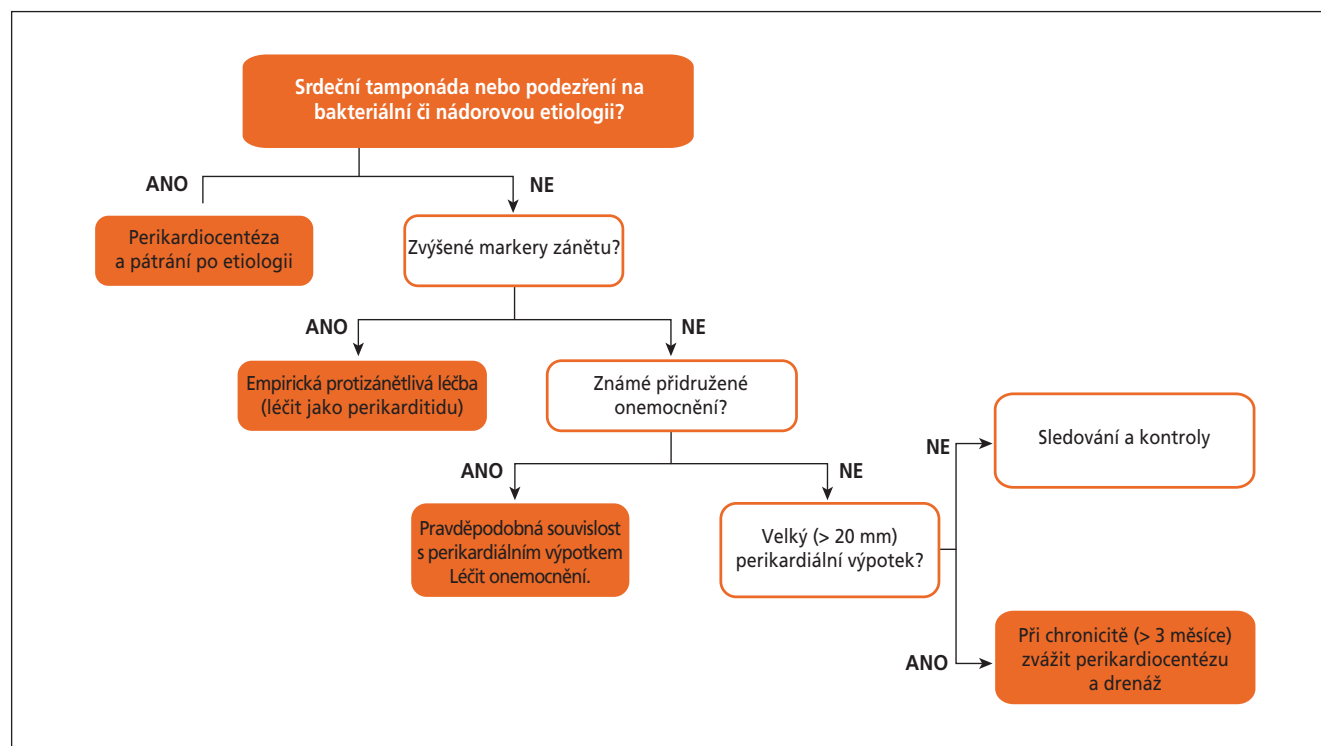 Srdeční tamponáda nebo podezření na
bakteriální či nádorovou etiologii?
ANO
NE
Perikardiocentéza
a pátrání po etiologii
Zvýšené markery zánětu?
ANO
NE
Empirická protizánětlivá léčba
(léčit jako perikarditidu)
Známé přidružené
onemocnění?
ANO
NE
Pravděpodobná souvislost
s perikardiálním výpotkem
Léčit onemocnění.
Velký (> 20 mm)
perikardiální výpotek?
NE
Sledování a kontroly
ANO
Při chronicitě (> 3 měsíce)
zvážit perikardiocentézu
a drenáž